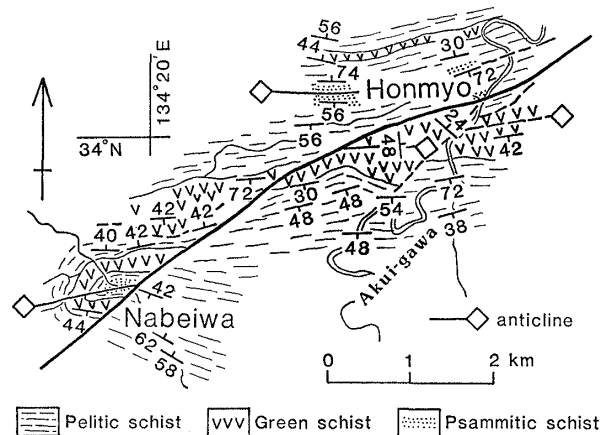 56
44
30
134°20' E
74
72
Honmyo
56
34°N
56
24
48
42
72
30
42
42
48
48
72
54
42
40
48
38
42
Akui-gawa
Nabeiwa
44
anticline
62
58
0 1 2 km
Pelitic schist
Green schist
Psammitic schist